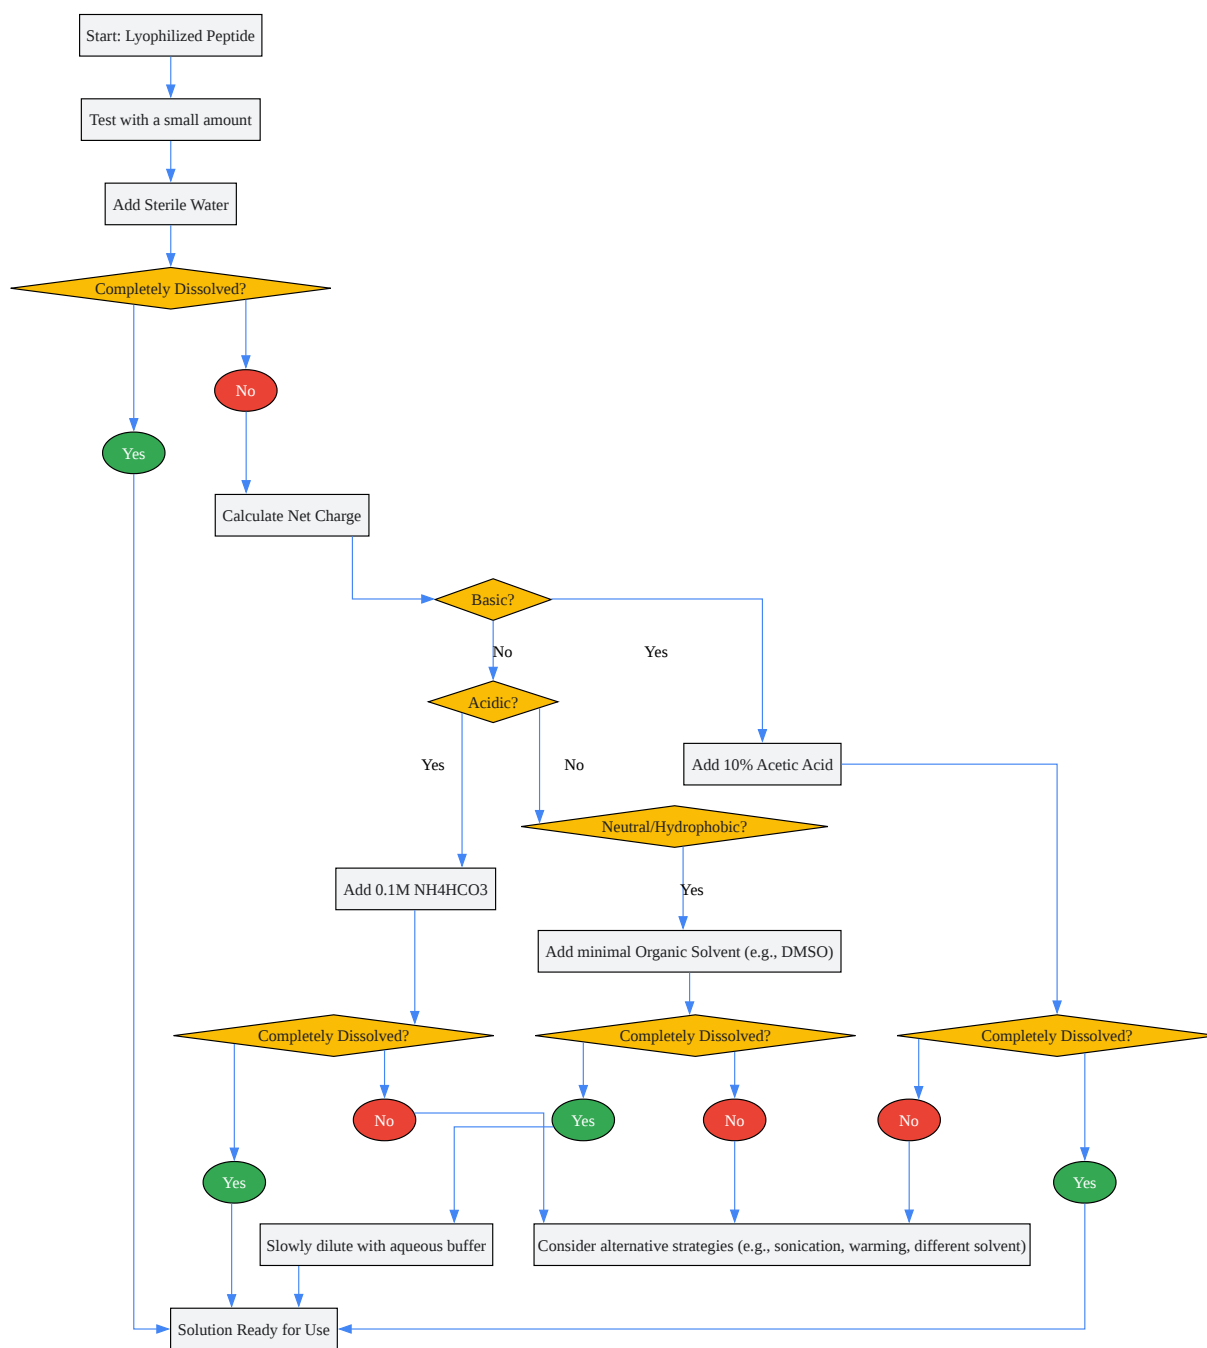 Start: Lyophilized Peptide
Test with a small amount
Add Sterile Water
Completely Dissolved?
No
Yes
Calculate Net Charge
Basic?
No
Yes
Acidic?
Yes
No
Add 10% Acetic Acid
Neutral/Hydrophobic?
Add 0.1M NH4HCO3
Yes
Add minimal Organic Solvent (e.g., DMSO)
Completely Dissolved?
Completely Dissolved?
Completely Dissolved?
No
Yes
No
No
Yes
Yes
Slowly dilute with aqueous buffer
Consider alternative strategies (e.g., sonication, warming, different solvent)
Solution Ready for Use